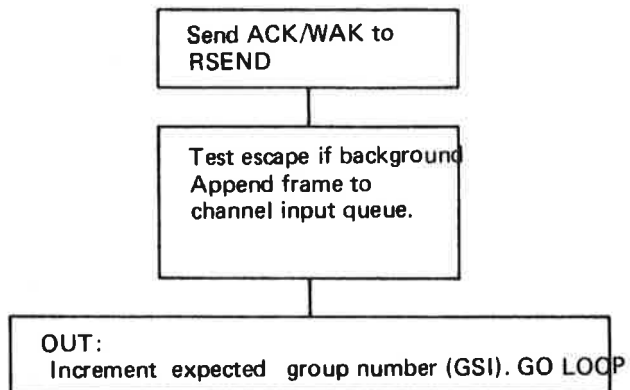 Send ACK/WAK to
RSEND
Test escape if background
Append frame to
channel input queue.
OUT:
Increment expected group number (GSI). GO LOOP